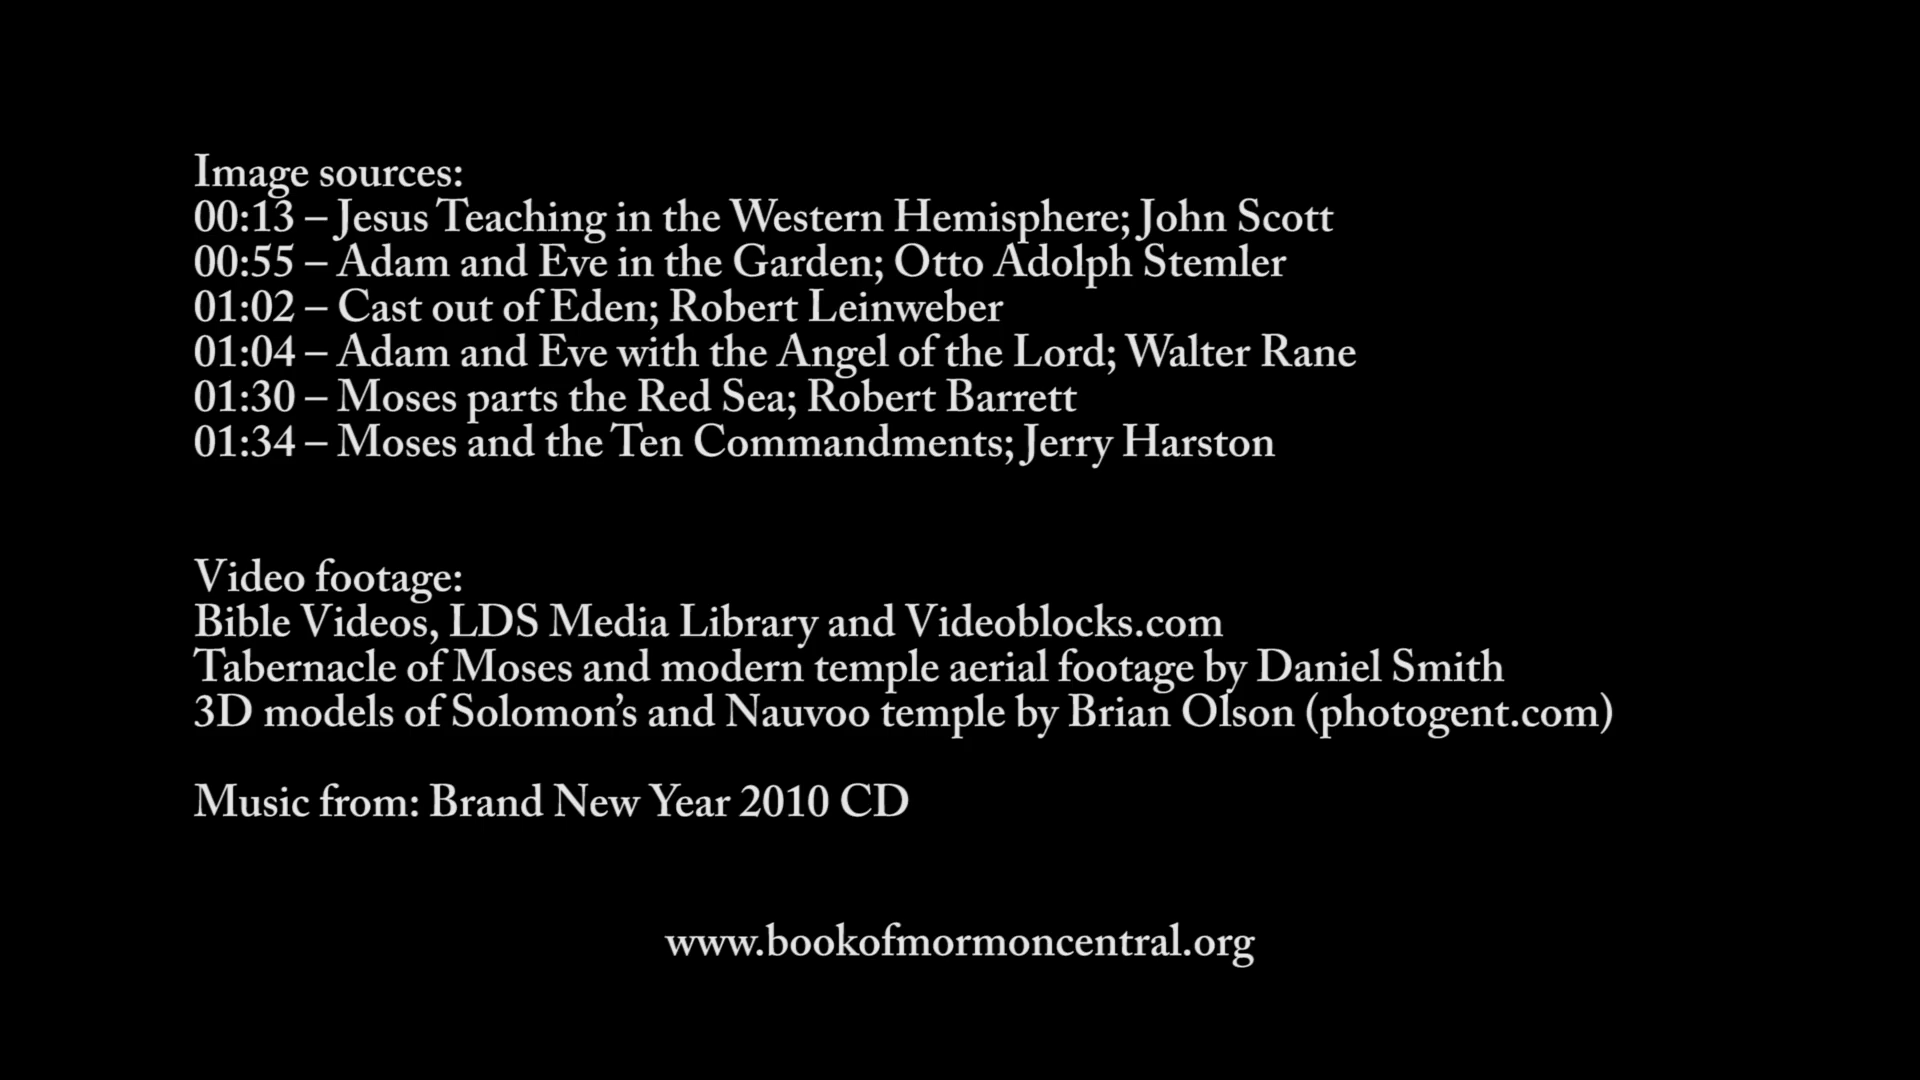 Image sources:
00:13 – Jesus Teaching in the Western Hemisphere; John Scott
00:55 – Adam and Eve in the Garden; Otto Adolph Stemler
01:02 – Cast out of Eden; Robert Leinweber
01:04 – Adam and Eve with the Angel of the Lord; Walter Rane
01:30 – Moses parts the Red Sea; Robert Barrett
01:34 – Moses and the Ten Commandments; Jerry Harston
Video footage:
Bible Videos, LDS Media Library and Videoblocks.com
Tabernacle of Moses and modern temple aerial footage by Daniel Smith
3D models of Solomon’s and Nauvoo temple by Brian Olson (photogent.com)
Music from: Brand New Year 2010 CD
www.bookofmormoncentral.org